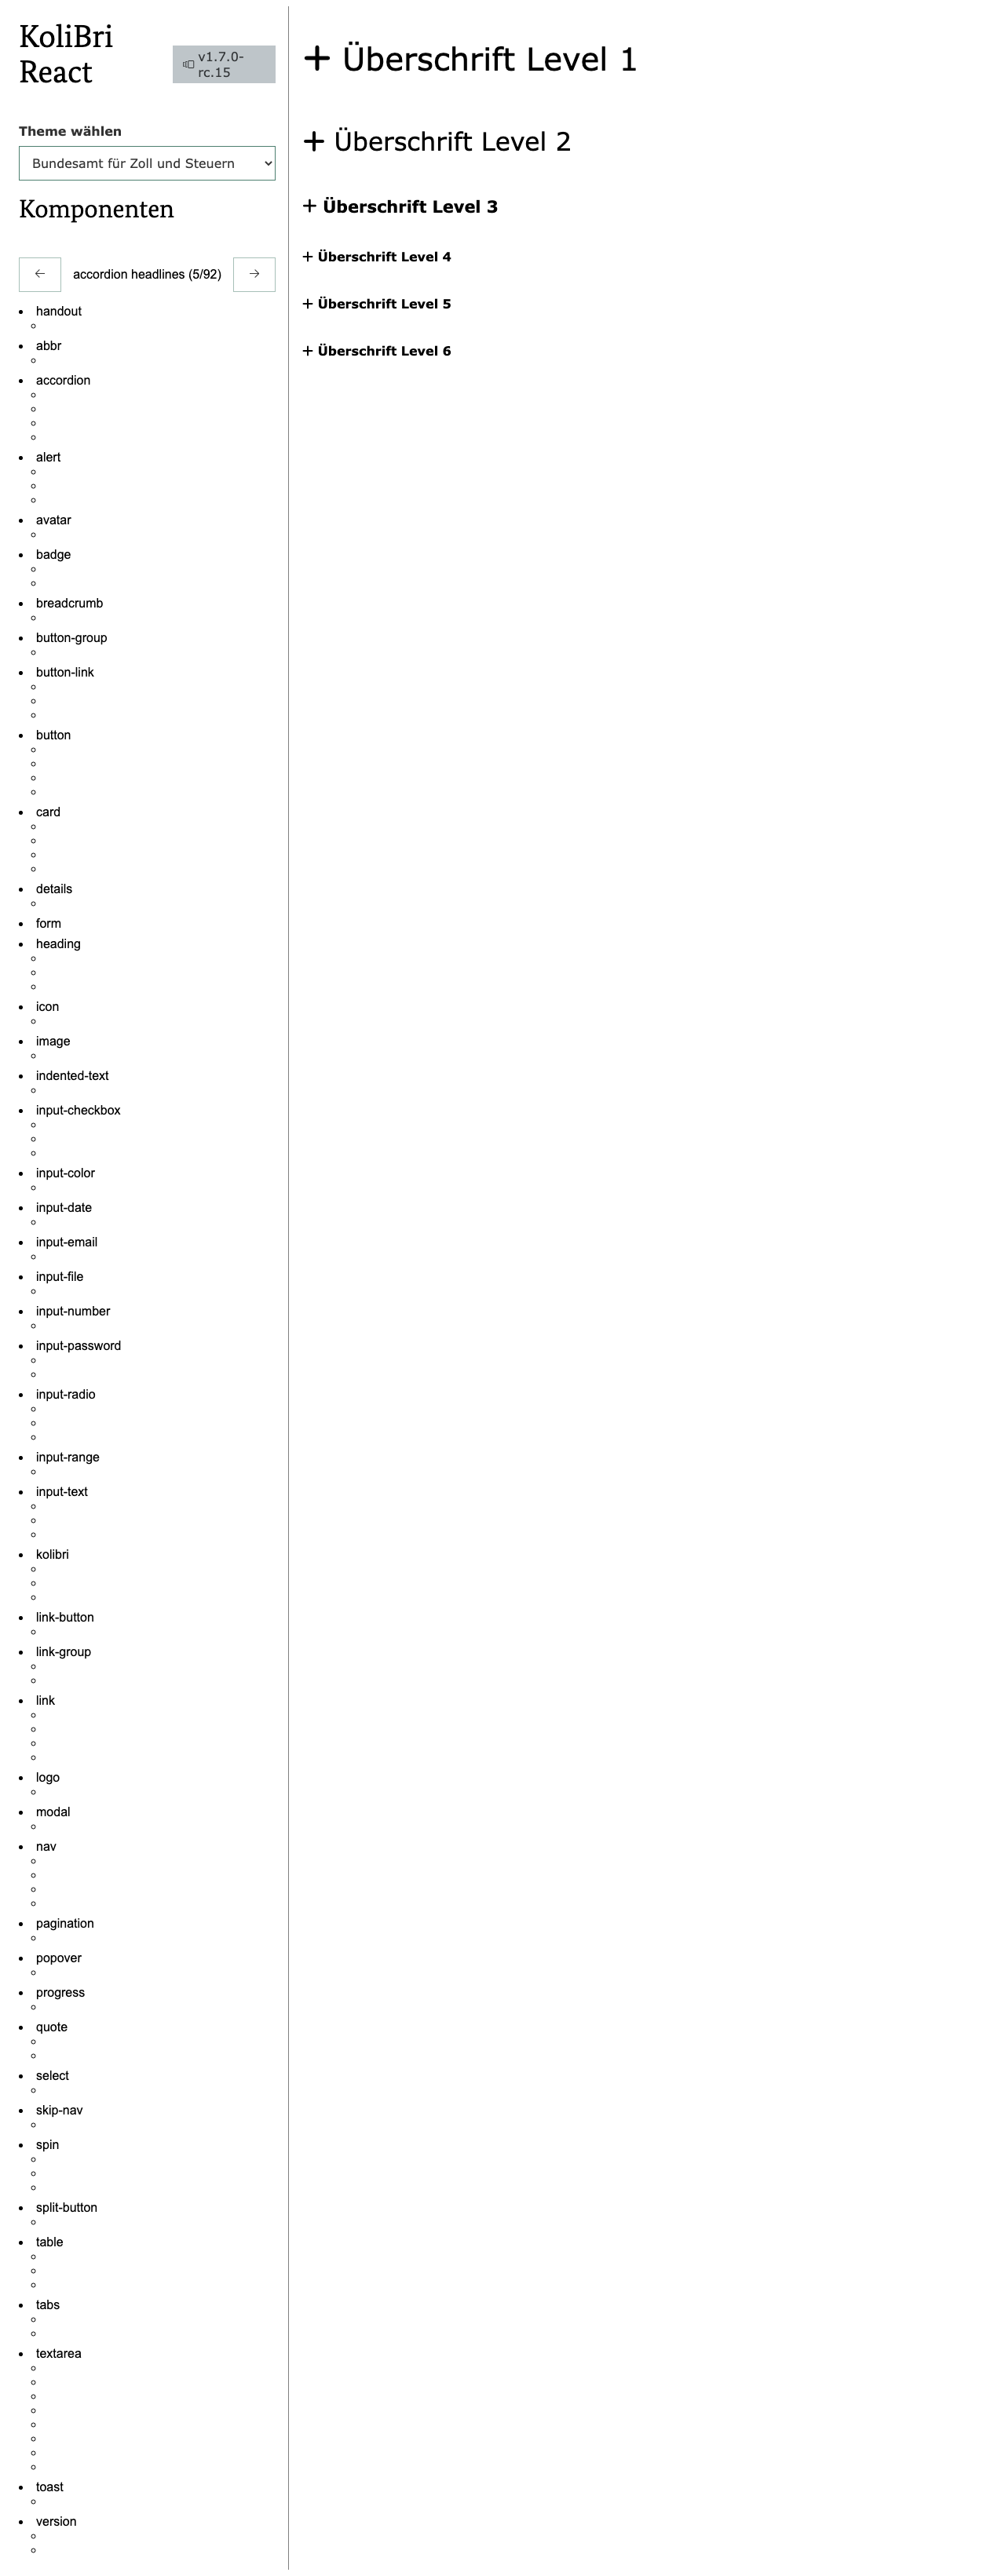 KoliBri
React
v1.7.0-
rc.15
Theme wählen
Bundesamt für Zoll und Steuern
Komponenten
accordion headlines (5/92)
handout
abbr
accordion
alert
avatar
badge
breadcrumb
button-group
button-link
button
card
details
form
heading
icon
image
indented-text
input-checkbox
input-color
input-date
input-email
input-file
input-number
input-password
input-radio
input-range
input-text
kolibri
link-button
link-group
link
logo
modal
nav
pagination
popover
progress
quote
select
skip-nav
spin
split-button
table
tabs
textarea
toast
version
Überschrift Level 1
Überschrift Level 2
Überschrift Level 3
Überschrift Level 4
Überschrift Level 5
Überschrift Level 6